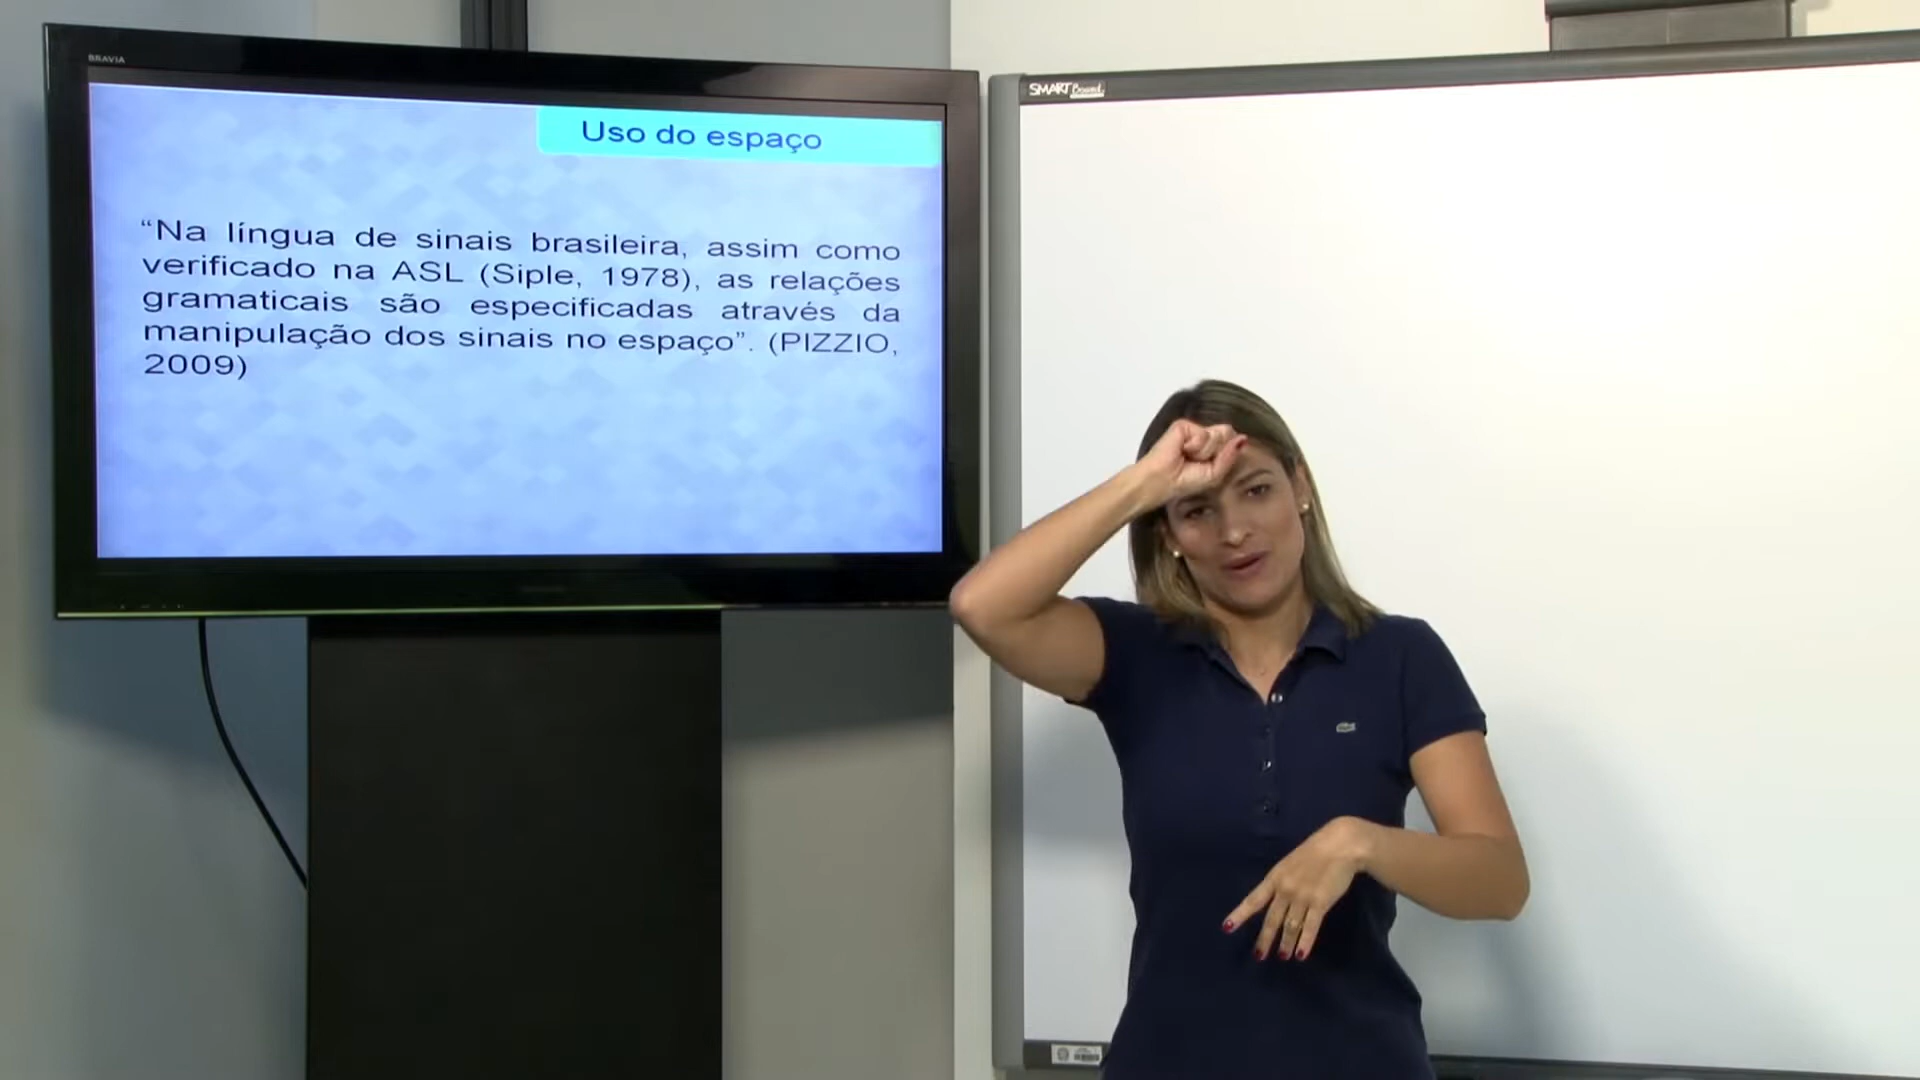 BRAVIA
Uso do espaço
“Na língua de sinais brasileira, assim como
verificado na ASL (Siple, 1978), as relações
gramaticais são especificadas através da
manipulação dos sinais no espaço”. (PIZZIO,
2009)
SMART Board